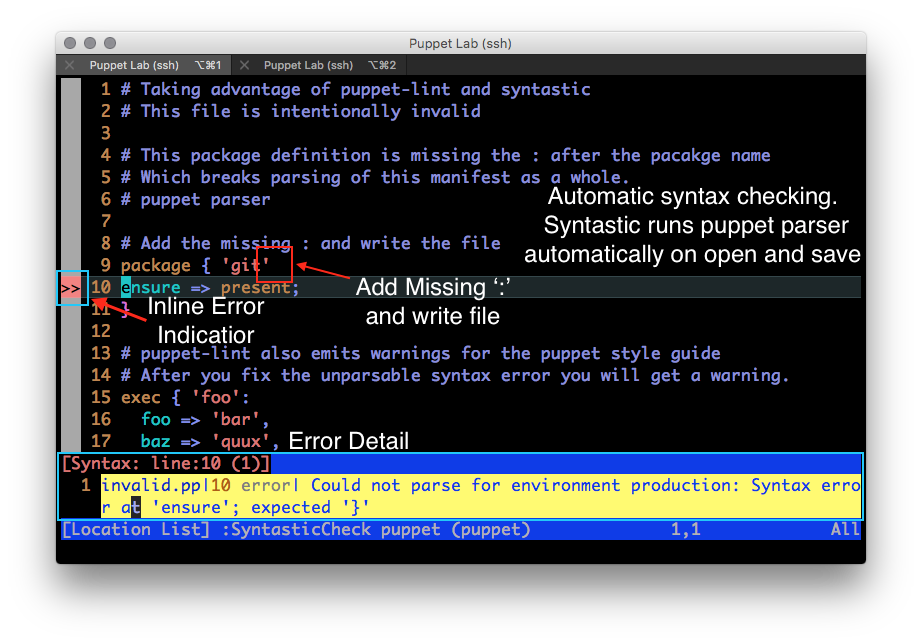 Puppet Lab (ssh)
Puppet Lab (ssh) ⌥⌘1 Puppet Lab (ssh) ⌥⌘2
1 # Taking advantage of puppet-lint and syntastic
2 # This file is intentionally invalid
3
4 # This package definition is missing the : after the pacakge name
5 # Which breaks parsing of this manifest as a whole.
6 # puppet parser
7
8 # Add the missing : and write the file
9 package { 'git'
>> 10 ensure => present;
11 }
12
13 # puppet-lint also emits warnings for the puppet style guide
14 # After you fix the unparsable syntax error you will get a warning.
15 exec { 'foo':
16 foo => 'bar',
17 baz => 'quux',
Automatic syntax checking.
Syntastic runs puppet parser
automatically on open and save
Add Missing ‘:’
and write file
Inline Error
Indicatior
Error Detail
[Syntax: line:10 (1)]
1 invalid.pp|10 error| Could not parse for environment production: Syntax erro
r at 'ensure'; expected '}'
[Location List] :SyntasticCheck puppet (puppet) 1,1 All